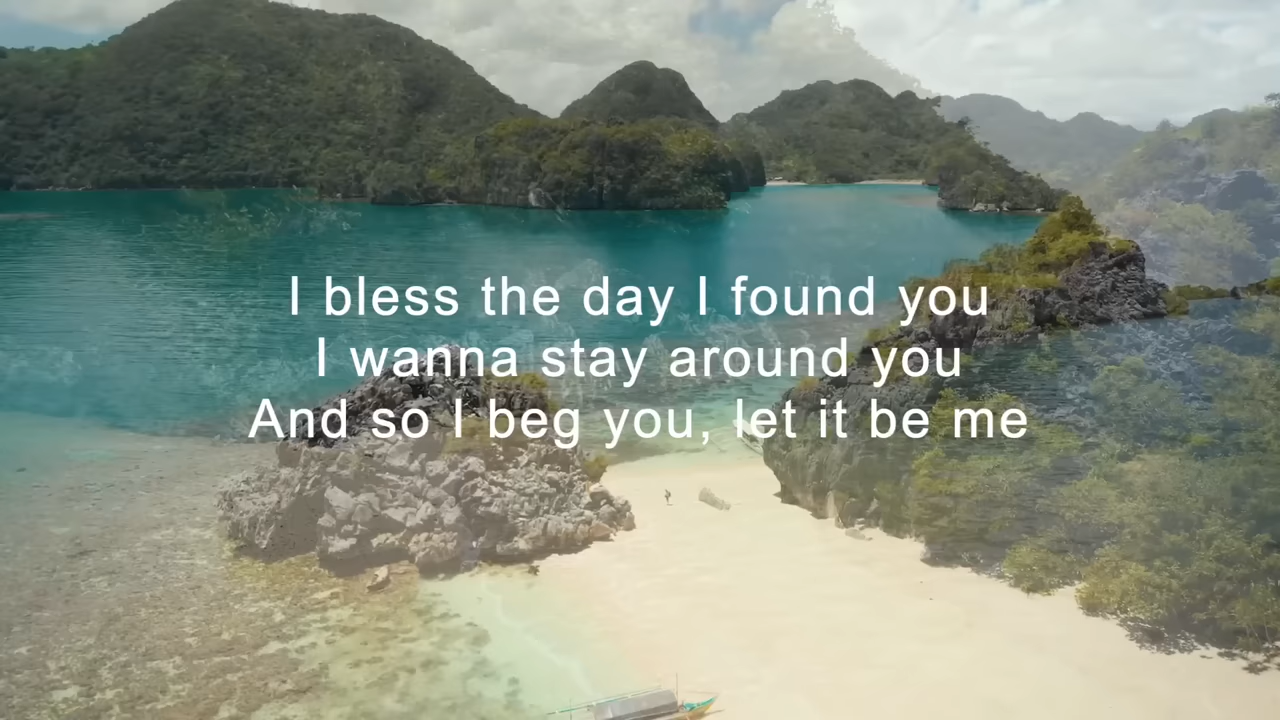 I bless the day I found you
I wanna stay around you
And so I beg you, let it be me